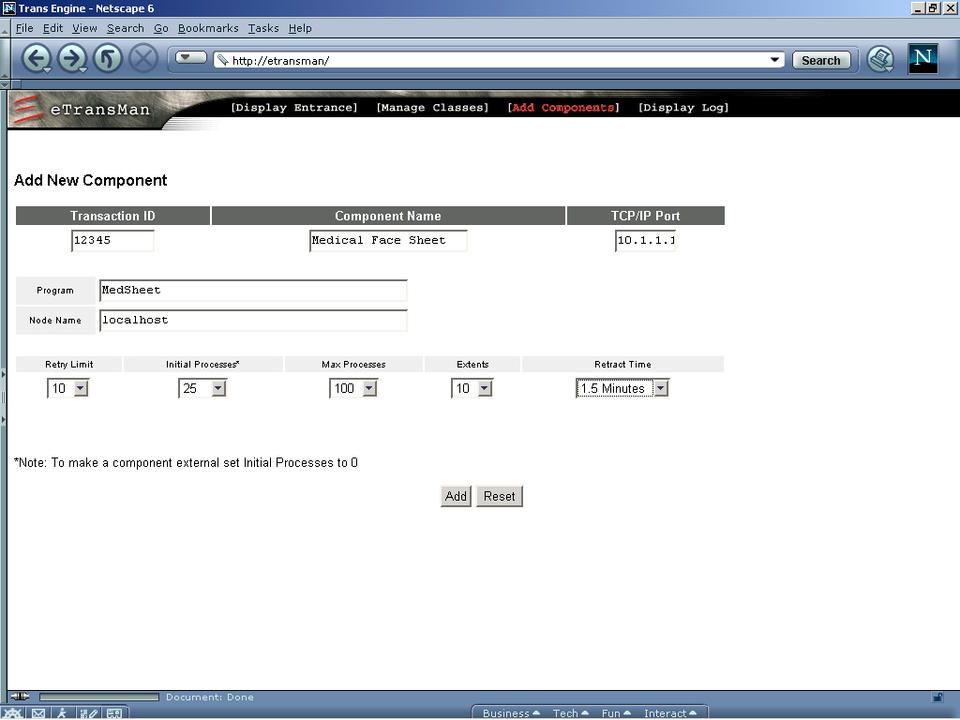 Trans Engine - Netscape 6
File Edit View Search Go Bookmarks Tasks Help
http://etransman/ Search N
eTransMan [Display Entrance] [Manage Classes] [Add Components] [Display Log]
Add New Component
Transaction ID Component Name TCP/IP Port
12345 Medical Face Sheet 10.1.1.1
Program MedSheet
Node Name localhost
Retry Limit Initial Processes* Max Processes Extents Retract Time
10 25 100 10 1.5 Minutes
*Note: To make a component external set Initial Processes to 0
Add Reset
Document: Done
Business Tech Fun Interact